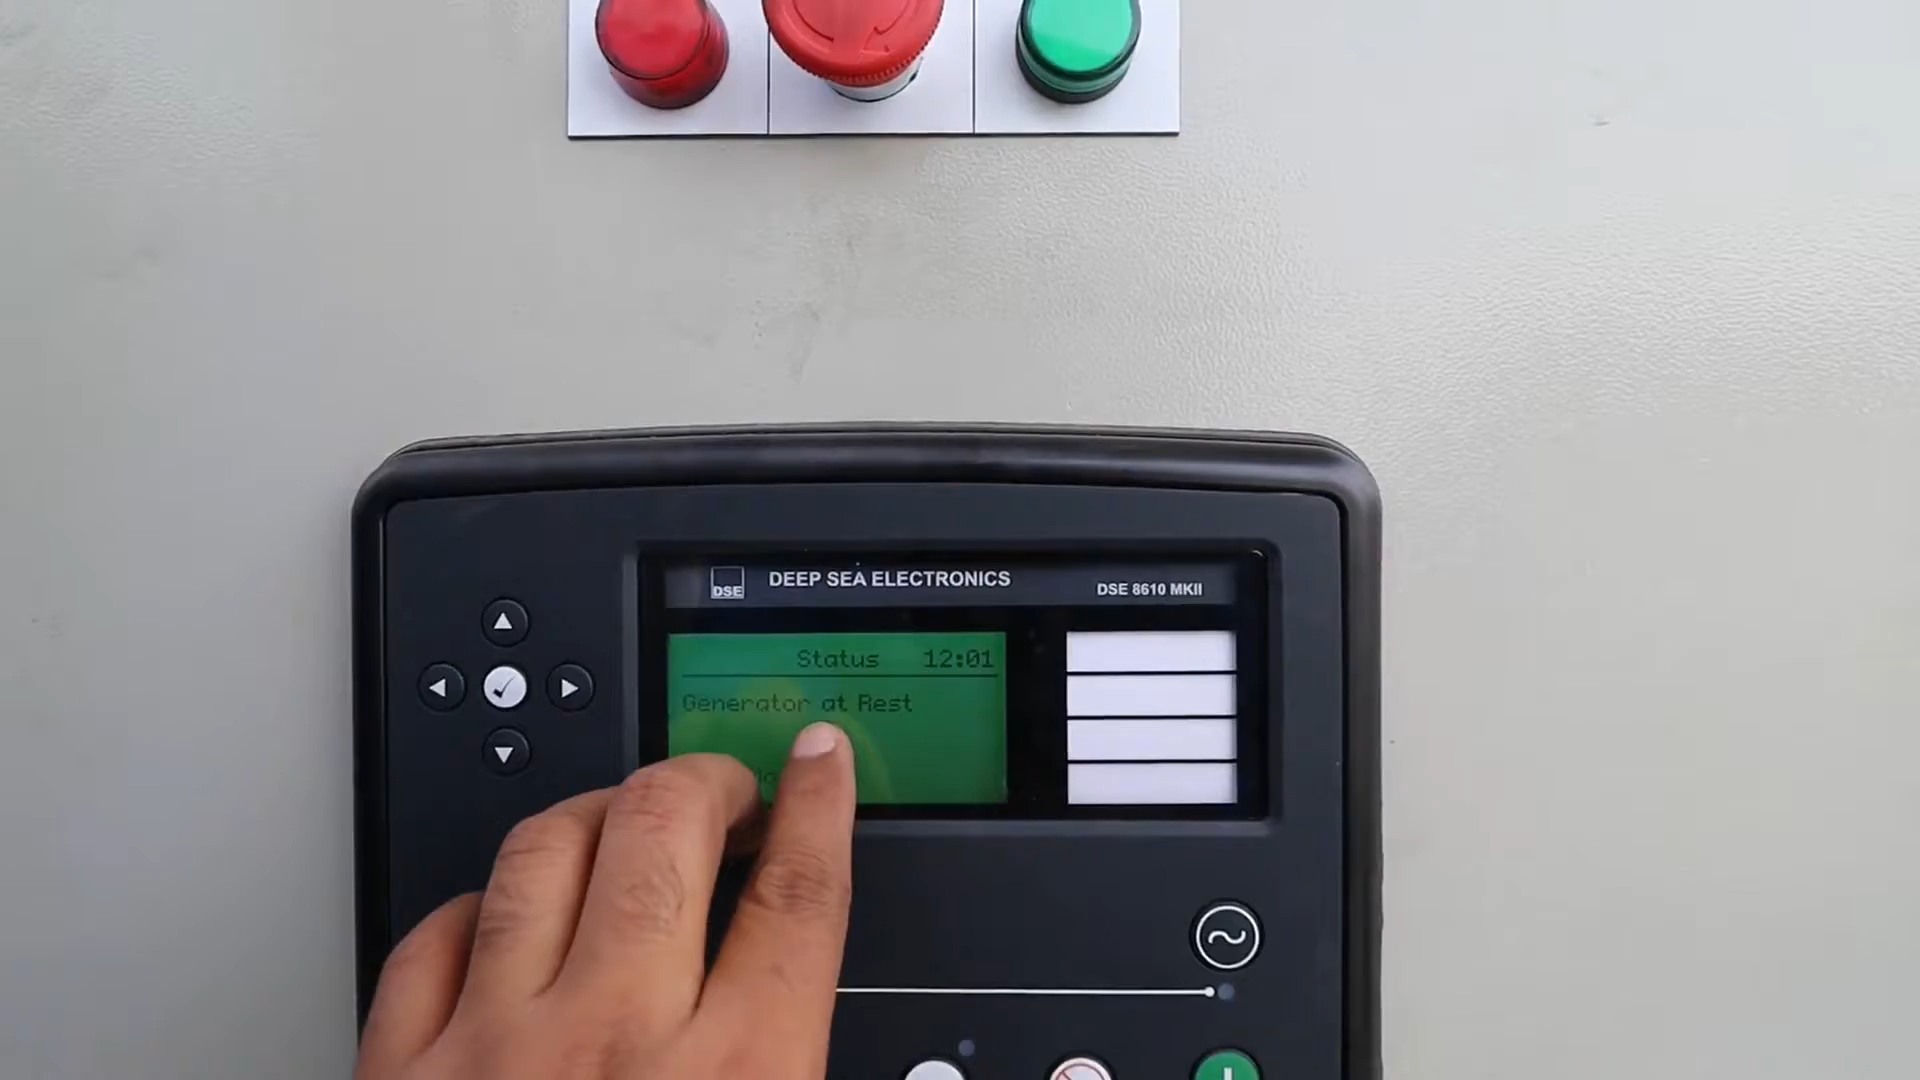 DSE DEEP SEA ELECTRONICS DSE 8610 MKII
Status 12:01
Generator at Rest